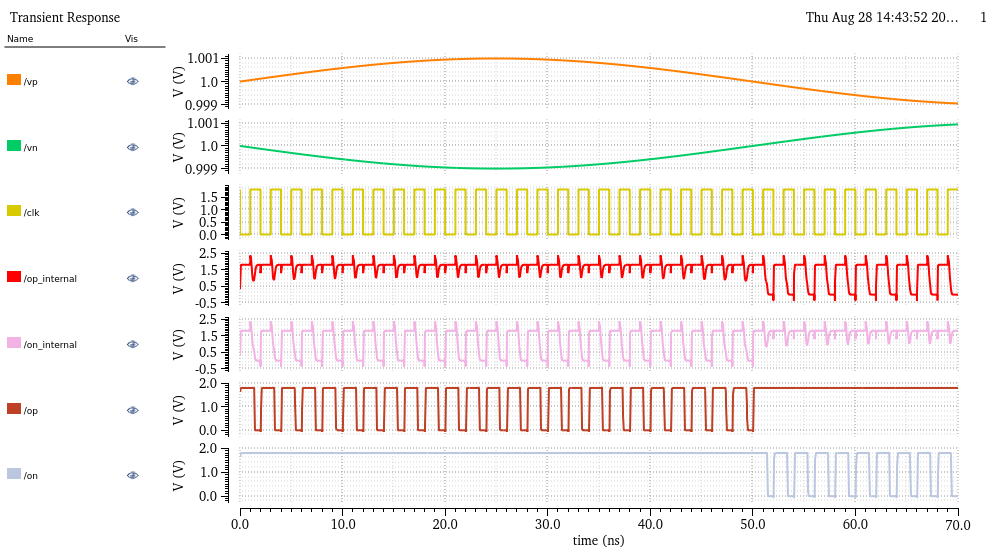 Transient Response Thu Aug 28 14:43:52 20... 1
Name Vis
/vp
V (V) 1.001 1.0 0.999
/vn
V (V) 1.001 1.0 0.999
/clk
V (V) 1.5 1.0 0.5 0.0
/op_internal
V (V) 2.5 1.5 0.5 -0.5
/on_internal
V (V) 2.5 1.5 0.5 -0.5
/op
V (V) 2.0 1.0 0.0
/on
V (V) 2.0 1.0 0.0
0.0 10.0 20.0 30.0 40.0 50.0 60.0 70.0
time (ns)